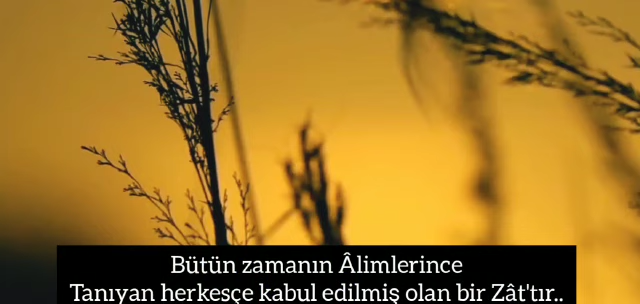 Bütün zamanın Âlimlerince
Tanıyan herkesçe kabul edilmiş olan bir Zât'tır..